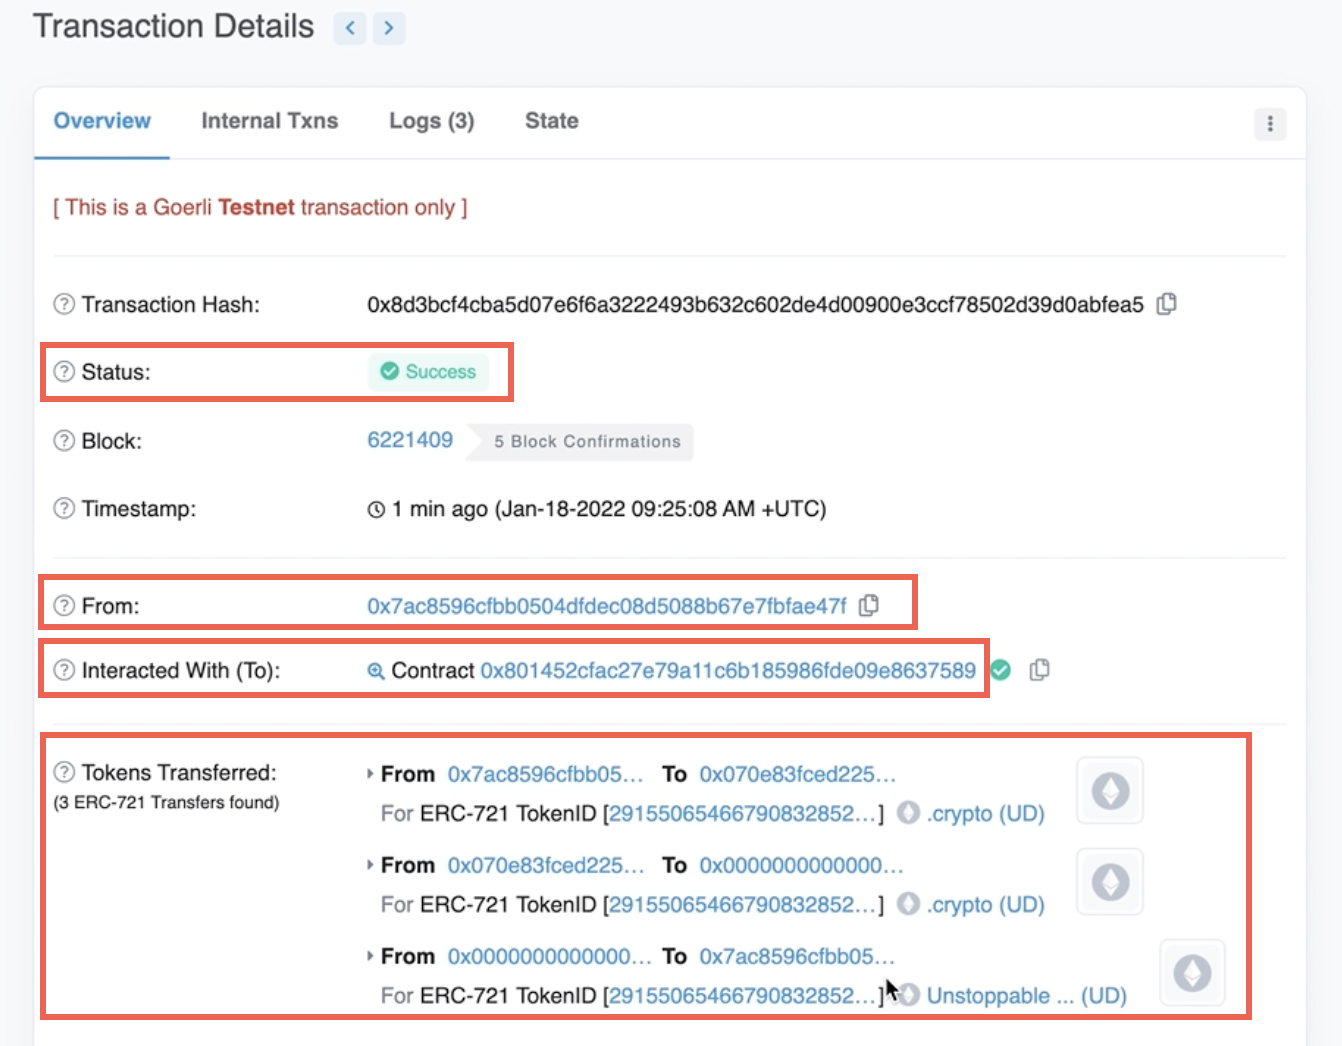 Transaction Details
Overview Internal Txns Logs (3) State
[ This is a Goerli Testnet transaction only ]
Transaction Hash: 0x8d3bcf4cba5d07e6f6a3222493b632c602de4d00900e3ccf78502d39d0abfea5
Status: Success
Block: 6221409 5 Block Confirmations
Timestamp: 1 min ago (Jan-18-2022 09:25:08 AM +UTC)
From: 0x7ac8596cfbb0504dfdec08d5088b67e7fbfae47f
Interacted With (To): Contract 0x801452cfac27e79a11c6b185986fde09e8637589
Tokens Transferred: From 0x7ac8596cfbb05... To 0x070e83fced225...
(3 ERC-721 Transfers found)
For ERC-721 TokenID [29155065466790832852...] .crypto (UD)
From 0x070e83fced225... To 0x0000000000000...
For ERC-721 TokenID [29155065466790832852...] .crypto (UD)
From 0x0000000000000... To 0x7ac8596cfbb05...
For ERC-721 TokenID [29155065466790832852...] Unstoppable ... (UD)